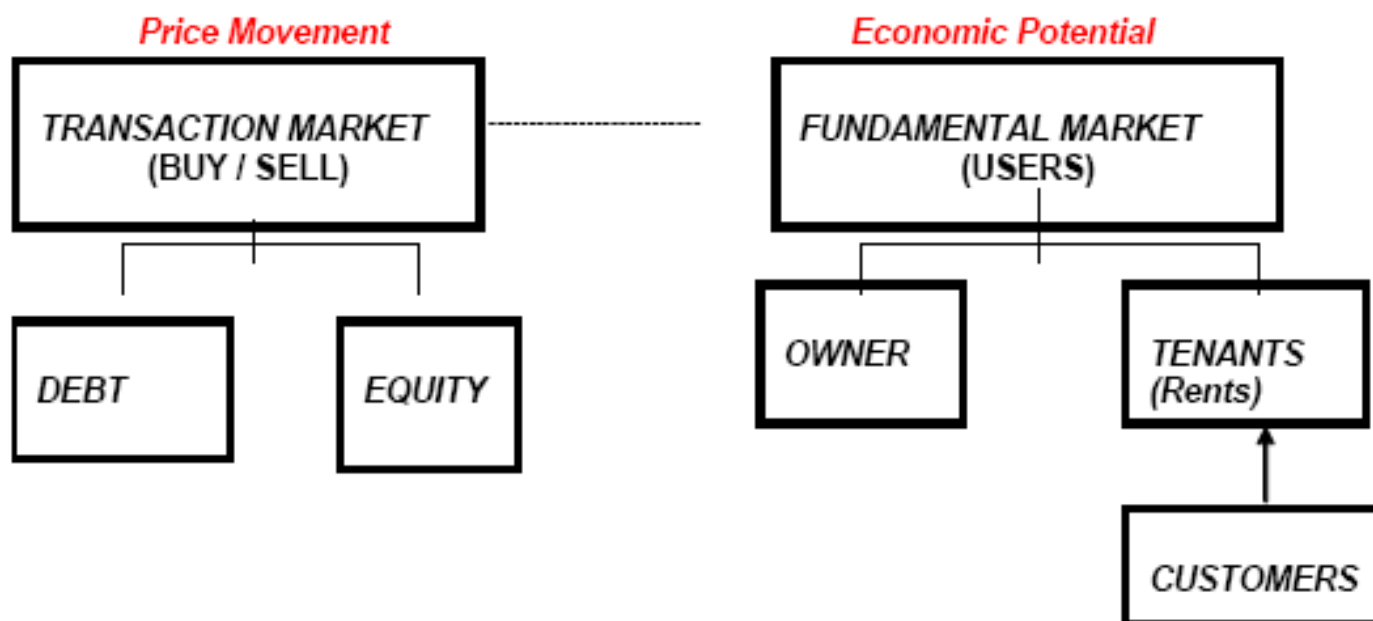 Price Movement
Economic Potential
TRANSACTION MARKET
(BUY / SELL)
FUNDAMENTAL MARKET
(USERS)
DEBT
EQUITY
OWNER
TENANTS
(Rents)
CUSTOMERS